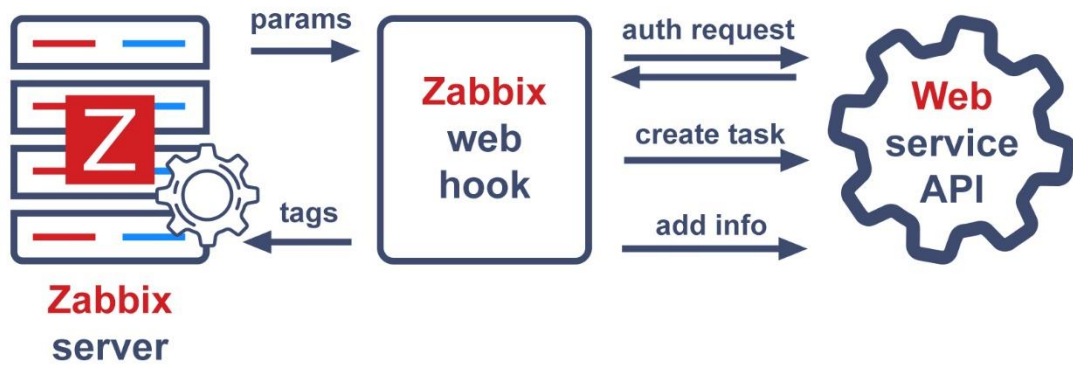 params
Z
tags
Zabbix
server
Zabbix
web
hook
auth request
create task
add info
Web
service
API